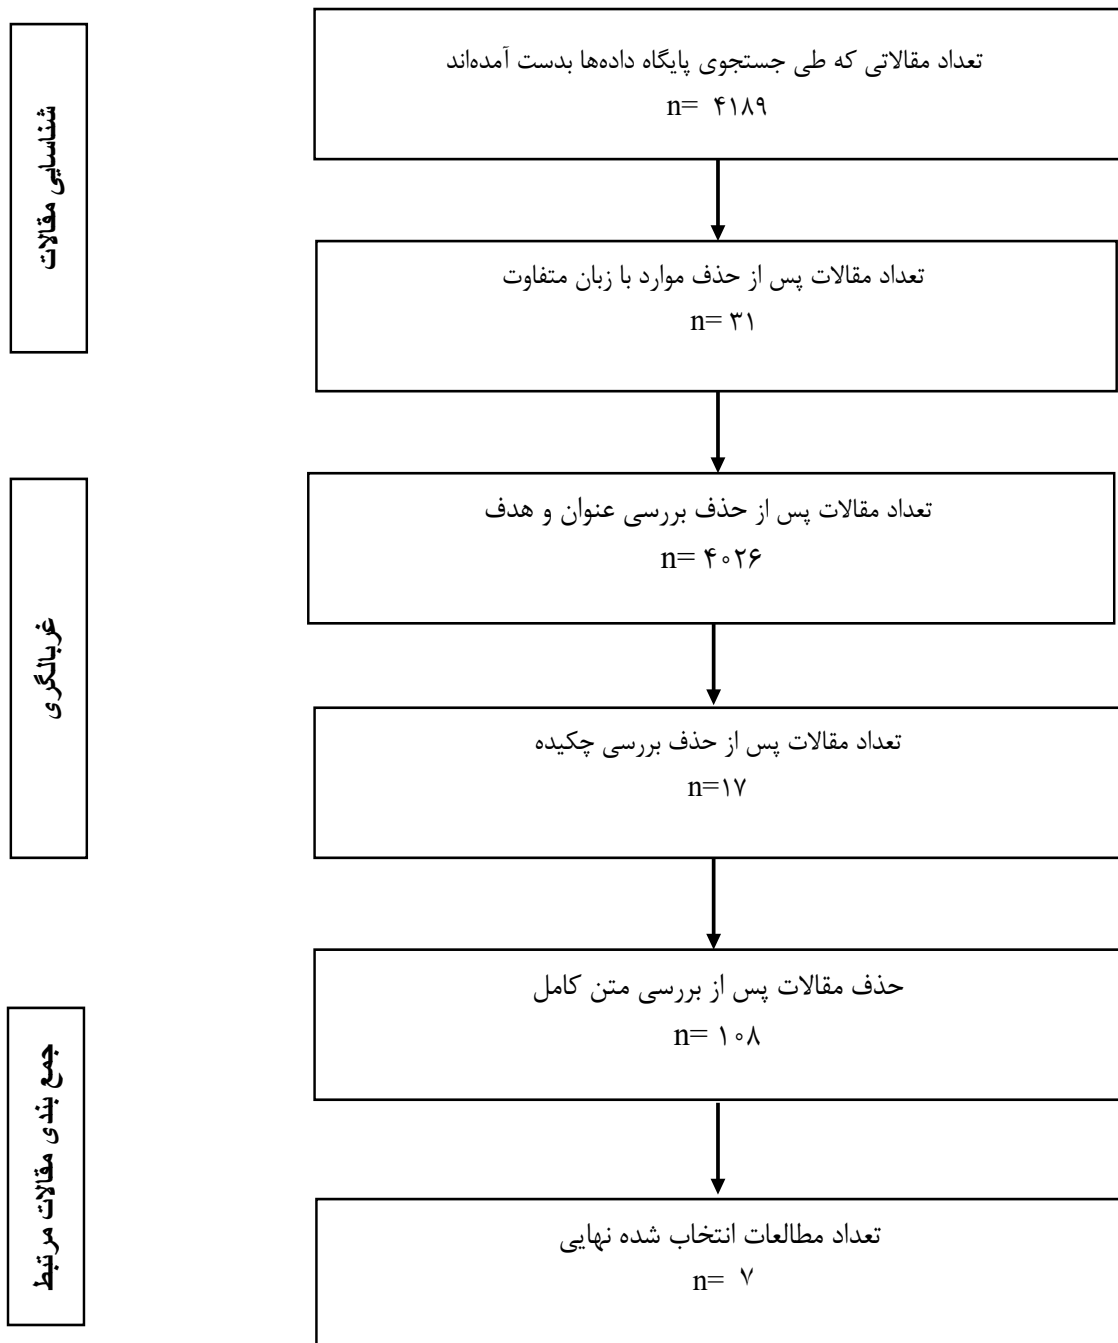 شناسایی مقالات
تعداد مقالاتی که طی جستجوی پایگاه داده‌ها بدست آمده‌اند
n= ۴۱۸۹
تعداد مقالات پس از حذف موارد با زبان متفاوت
n= ۳۱
غربالگری
تعداد مقالات پس از حذف بررسی عنوان و هدف
n= ۴۰۲۶
تعداد مقالات پس از حذف بررسی چکیده
n=۱۷
جمع بندی مقالات مرتبط
حذف مقالات پس از بررسی متن کامل
n= ۱۰۸
تعداد مطالعات انتخاب شده نهایی
n= ۷